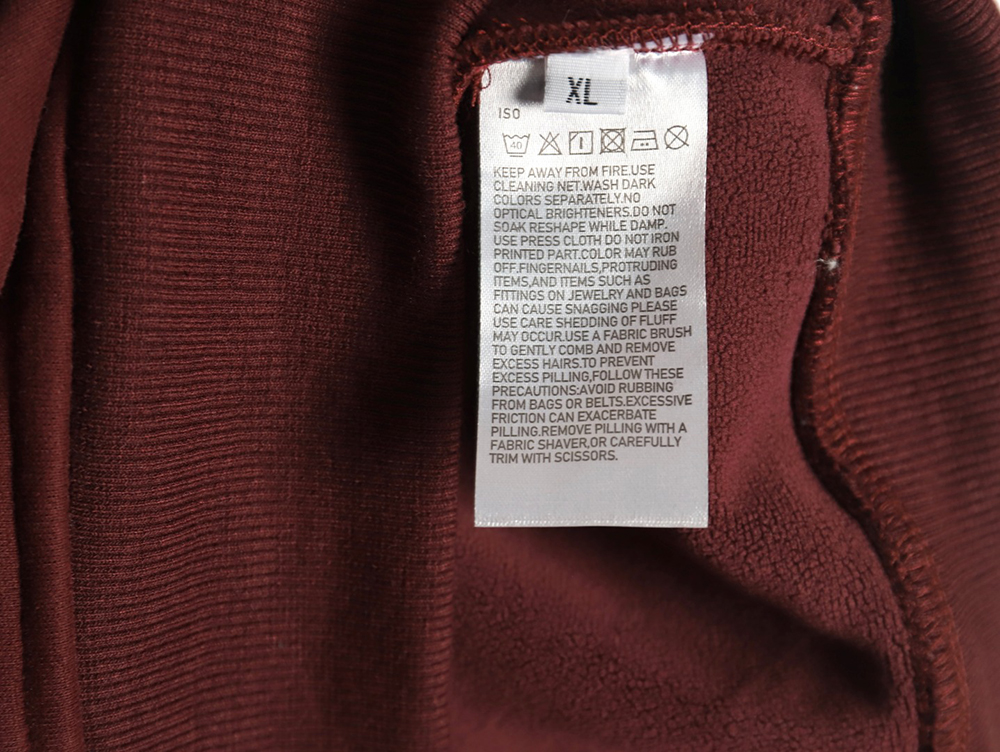 XL
ISO
40
KEEP AWAY FROM FIRE.USE
CLEANING NET.WASH DARK
COLORS SEPARATELY.NO
OPTICAL BRIGHTENERS.DO NOT
SOAK RESHAPE WHILE DAMP.
USE PRESS CLOTH DO NOT IRON
PRINTED PART.COLOR MAY RUB
OFF.FINGERNAILS,PROTRUDING
ITEMS,AND ITEMS SUCH AS
FITTINGS ON JEWELRY AND BAGS
CAN CAUSE SNAGGING PLEASE
USE CARE SHEDDING OF FLUFF
MAY OCCUR.USE A FABRIC BRUSH
TO GENTLY COMB AND REMOVE
EXCESS HAIRS.TO PREVENT
EXCESS PILLING,FOLLOW THESE
PRECAUTIONS:AVOID RUBBING
FROM BAGS OR BELTS.EXCESSIVE
FRICTION CAN EXACERBATE
PILLING.REMOVE PILLING WITH A
FABRIC SHAVER,OR CAREFULLY
TRIM WITH SCISSORS.